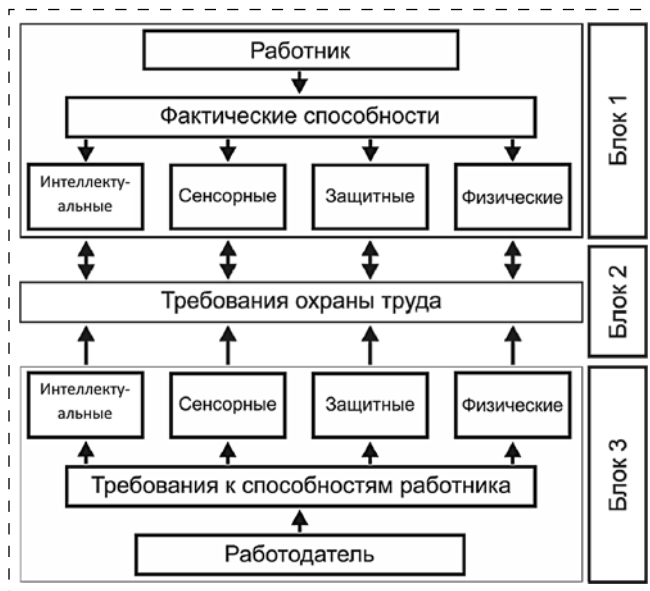 Работник
Фактические способности
Интеллекту-
альные
Сенсорные
Защитные
Физические
Блок 1
Требования охраны труда
Блок 2
Интеллекту-
альные
Сенсорные
Защитные
Физические
Требования к способностям работника
Работодатель
Блок 3